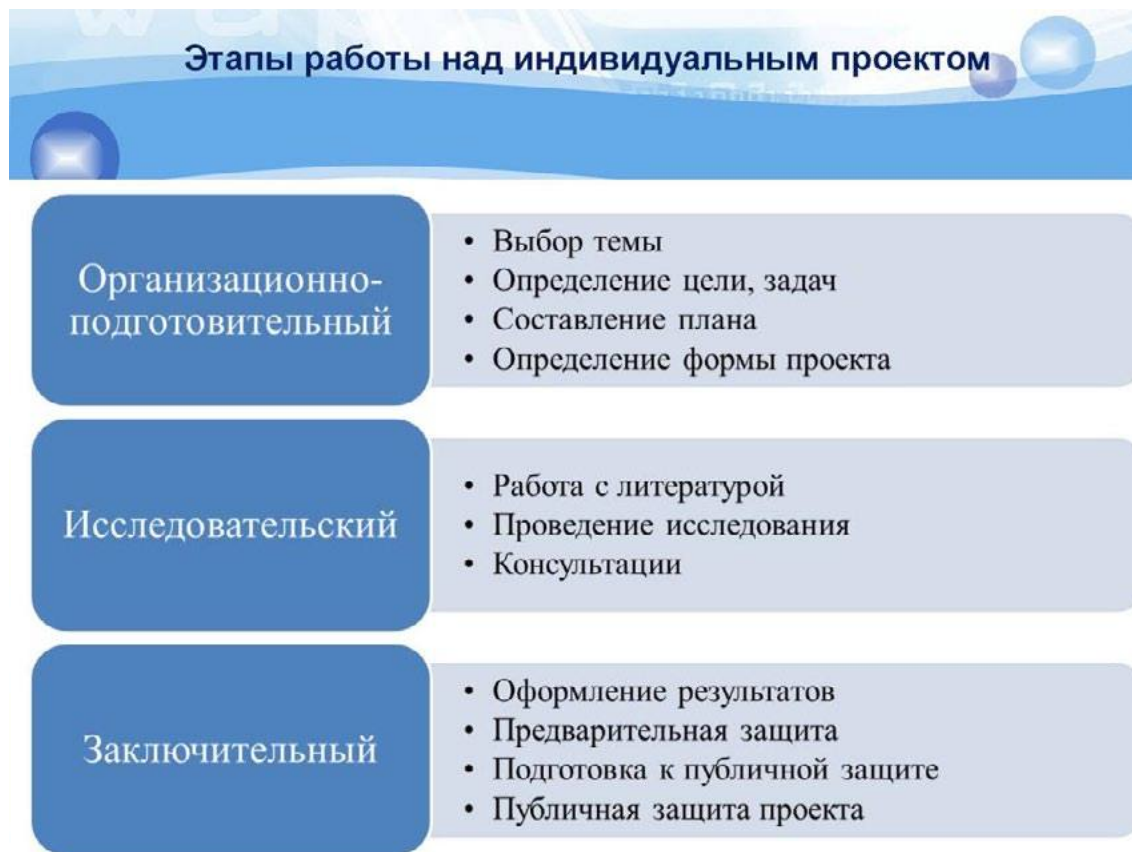 Этапы работы над индивидуальным проектом
Организационно-
подготовительный
• Выбор темы
• Определение цели, задач
• Составление плана
• Определение формы проекта
Исследовательский
• Работа с литературой
• Проведение исследования
• Консультации
Заключительный
• Оформление результатов
• Предварительная защита
• Подготовка к публичной защите
• Публичная защита проекта